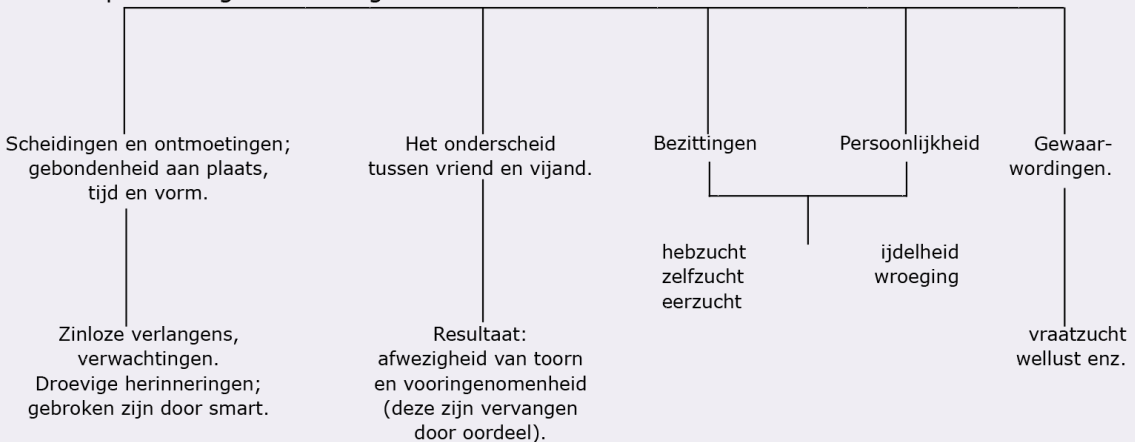 Scheidingen en ontmoetingen;
gebondenheid aan plaats,
tijd en vorm.
Het onderscheid
tussen vriend en vijand.
Bezittingen
Persoonlijkheid
Gewaar-
wordingen.
hebzucht
zelfzucht
eerzucht
ijdelheid
wroeging
Zinloze verlangens,
verwachtingen.
Droevige herinneringen;
gebroken zijn door smart.
Resultaat:
afwezigheid van toorn
en vooringenomenheid
(deze zijn vervangen
door oordeel).
vraatzucht
wellust enz.